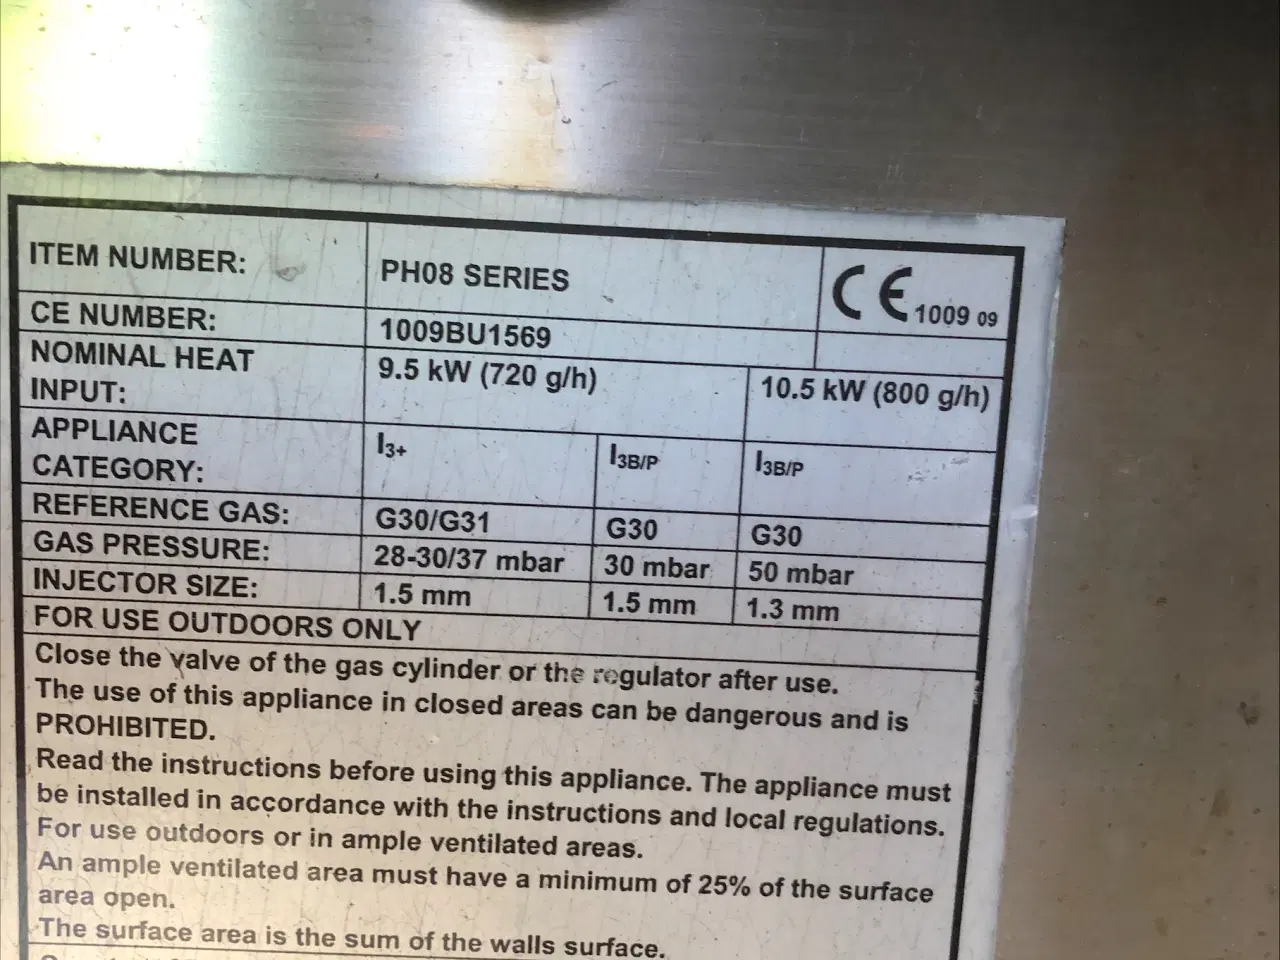 ITEM NUMBER: PH08 SERIES CE 1009 09
CE NUMBER: 1009BU1569
NOMINAL HEAT INPUT: 9.5 kW (720 g/h) 10.5 kW (800 g/h)
APPLIANCE CATEGORY: I3+ I3B/P I3B/P
REFERENCE GAS: G30/G31 G30 G30
GAS PRESSURE: 28-30/37 mbar 30 mbar 50 mbar
INJECTOR SIZE: 1.5 mm 1.5 mm 1.3 mm
FOR USE OUTDOORS ONLY
Close the valve of the gas cylinder or the regulator after use.
The use of this appliance in closed areas can be dangerous and is
PROHIBITED.
Read the instructions before using this appliance. The appliance must
be installed in accordance with the instructions and local regulations.
For use outdoors or in ample ventilated areas.
An ample ventilated area must have a minimum of 25% of the surface
area open.
The surface area is the sum of the walls surface.